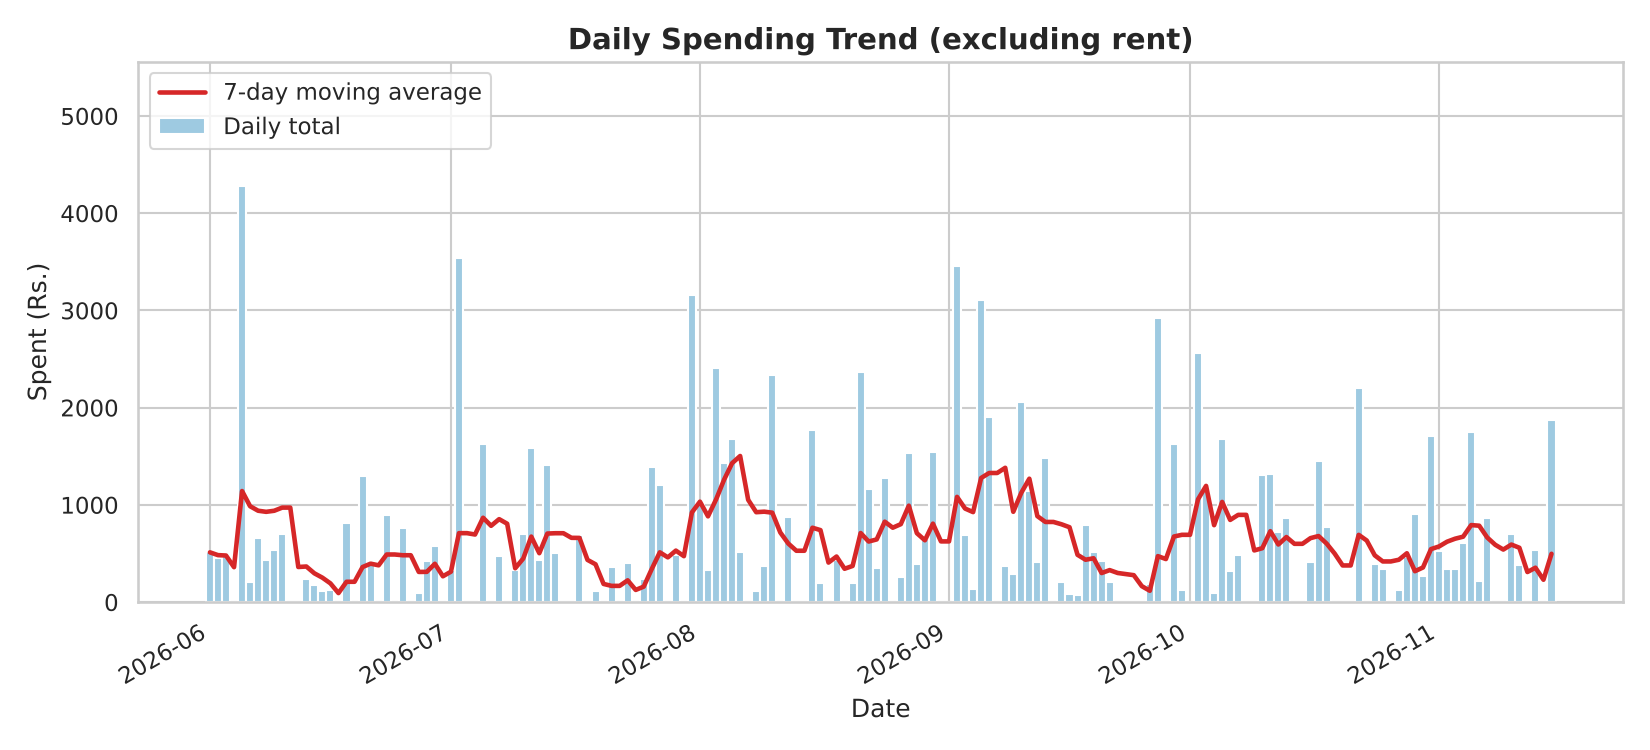 Daily Spending Trend (excluding rent)
7-day moving average
Daily total
5000
4000
3000
2000
1000
0
Spent (Rs.)
2026-06
2026-07
2026-08
2026-09
2026-10
2026-11
Date